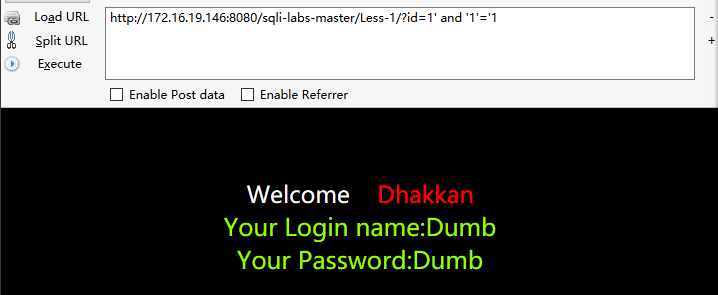 Load URL
http://172.16.19.146:8080/sqli-labs-master/Less-1/?id=1' and '1'='1
-
Split URL
+
Execute
Enable Post data Enable Referrer
Welcome Dhakkan
Your Login name:Dumb
Your Password:Dumb